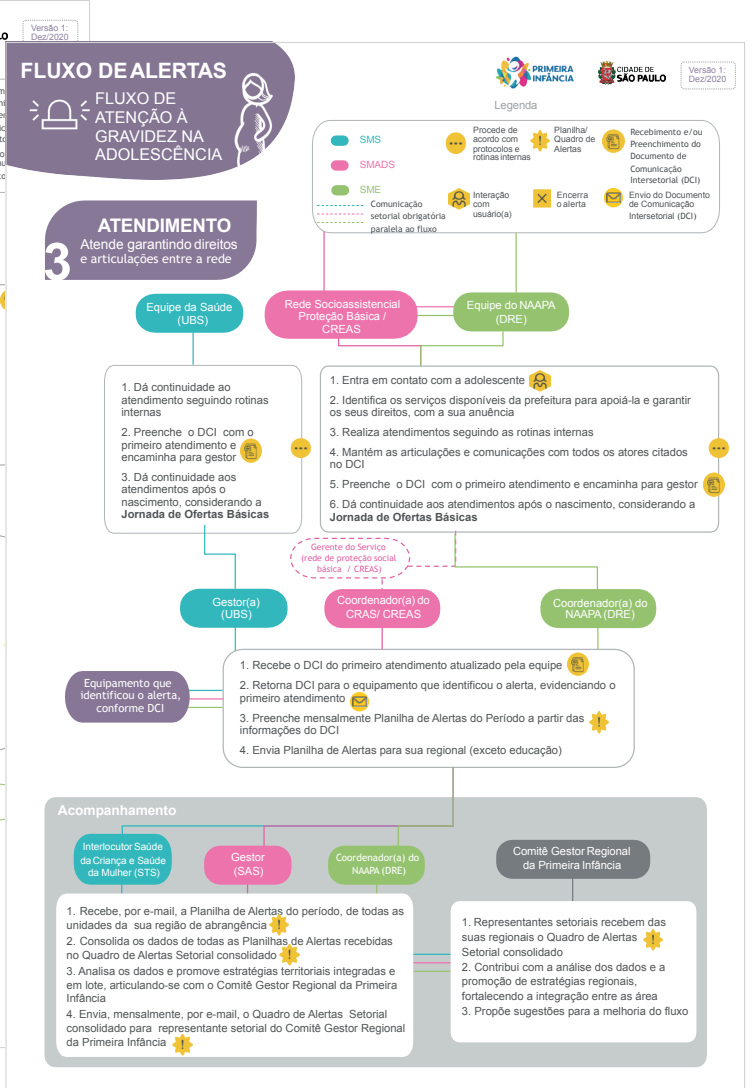 Versão 1:
Dez/2020
FLUXO DE ALERTAS
FLUXO DE
ATENÇÃO À
GRAVIDEZ NA
ADOLESCÊNCIA
PRIMEIRA
INFÂNCIA
CIDADE DE
SÃO PAULO
Versão 1:
Dez/2020
Legenda
SMS
SMADS
SME
Comunicação
setorial obrigatória
paralela ao fluxo
Procede de
acordo com
protocolos e
rotinas internas
Planilha/
Quadro de
Alertas
Recebimento e/ou
Preenchimento do
Documento de
Comunicação
Intersetorial (DCI)
Interação
com
usuário(a)
Encerra
o alerta
Envio do Documento
de Comunicação
Intersetorial (DCI)
3
ATENDIMENTO
Atende garantindo direitos
e articulações entre a rede
Equipe da Saúde
(UBS)
Rede Socioassistencial
Proteção Básica /
CREAS
Equipe do NAAPA
(DRE)
1. Dá continuidade ao
atendimento seguindo rotinas
internas
2. Preenche o DCI com o
primeiro atendimento e
encaminha para gestor
3. Dá continuidade aos
atendimentos após o
nascimento, considerando a
Jornada de Ofertas Básicas
1. Entra em contato com a adolescente
2. Identifica os serviços disponíveis da prefeitura para apoiá-la e garantir
os seus direitos, com a sua anuência
3. Realiza atendimentos seguindo as rotinas internas
4. Mantém as articulações e comunicações com todos os atores citados
no DCI
5. Preenche o DCI com o primeiro atendimento e encaminha para gestor
6. Dá continuidade aos atendimentos após o nascimento, considerando a
Jornada de Ofertas Básicas
Gerente do Serviço
(rede de proteção social
básica / CREAS)
Gestor(a)
(UBS)
Coordenador(a) do
CRAS/ CREAS
Coordenador(a) do
NAAPA (DRE)
Equipamento que
identificou o alerta,
conforme DCI
1. Recebe o DCI do primeiro atendimento atualizado pela equipe
2. Retorna DCI para o equipamento que identificou o alerta, evidenciando o
primeiro atendimento
3. Preenche mensalmente Planilha de Alertas do Período a partir das
informações do DCI
4. Envia Planilha de Alertas para sua regional (exceto educação)
Acompanhamento
Interlocutor Saúde
da Criança e Saúde
da Mulher (STS)
Gestor
(SAS)
Coordenador(a) do
NAAPA (DRE)
Comitê Gestor Regional
da Primeira Infância
1. Recebe, por e-mail, a Planilha de Alertas do período, de todas as
unidades da sua região de abrangência
2. Consolida os dados de todas as Planilhas de Alertas recebidas
no Quadro de Alertas Setorial consolidado
3. Analisa os dados e promove estratégias territoriais integradas e
em lote, articulando-se com o Comitê Gestor Regional da Primeira
Infância
4. Envia, mensalmente, por e-mail, o Quadro de Alertas Setorial
consolidado para representante setorial do Comitê Gestor Regional
da Primeira Infância
1. Representantes setoriais recebem das
suas regionais o Quadro de Alertas
Setorial consolidado
2. Contribui com a análise dos dados e a
promoção de estratégias regionais,
fortalecendo a integração entre as área
3. Propõe sugestões para a melhoria do fluxo